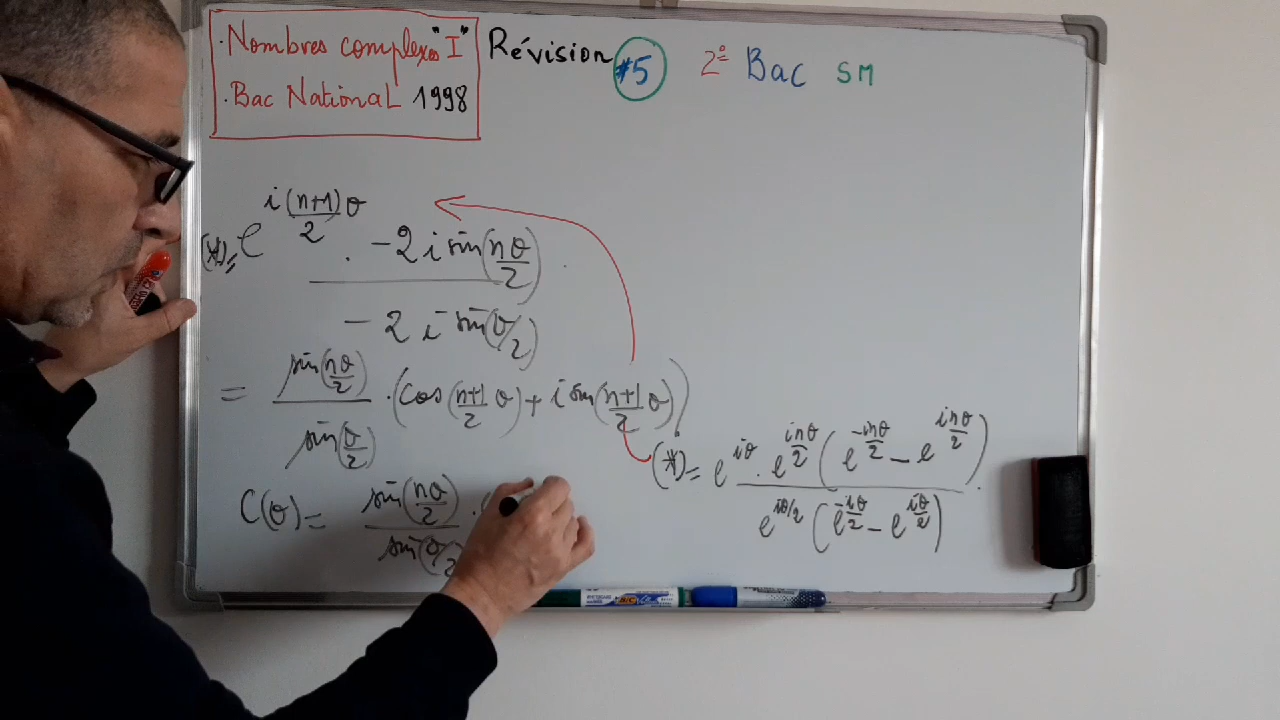 . Nombres complexes "I"
. Bac National 1998
Révision #5 2º Bac SM
(*) = e^{i(n+1)/2 θ} . -2 i sin(nθ/2)
- 2 i sin(θ/2)
= sin(nθ/2) / sin(θ/2) . (cos(n+1/2 θ) + i sin(n+1/2 θ))
(*) = e^{iθ} . e^{inθ/2} (e^{-inθ/2} - e^{inθ/2}) / e^{iθ/2} (e^{-iθ/2} - e^{iθ/2}) .
C(θ) = sin(nθ/2) / sin(θ/2 . (